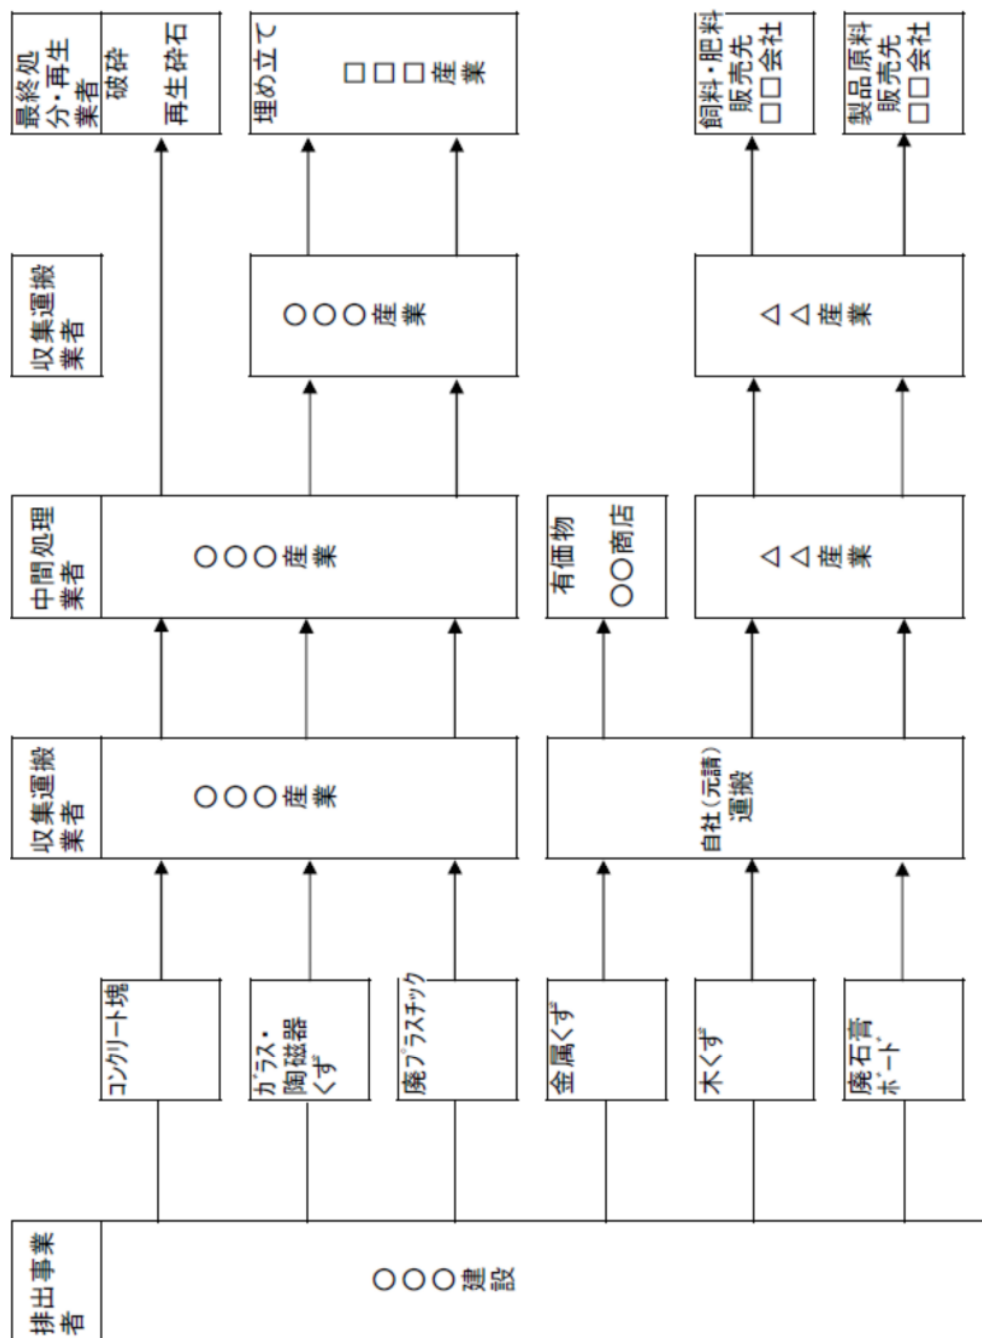 排出事業
者
〇〇〇建設
コンクリート塊
ガラス・
陶磁器
くず
廃プラスチック
金属くず
木くず
廃石膏
ボード
収集運搬
業者
〇〇〇産業
自社(元請)
運搬
中間処理
業者
〇〇〇産業
有価物
〇〇商店
△△産業
収集運搬
業者
〇〇〇産業
△△産業
最終処
分・再生
業者
破砕
再生砕石
埋め立て
□□□産業
飼料・肥料
販売先
□□会社
製品原料
販売先
□□会社